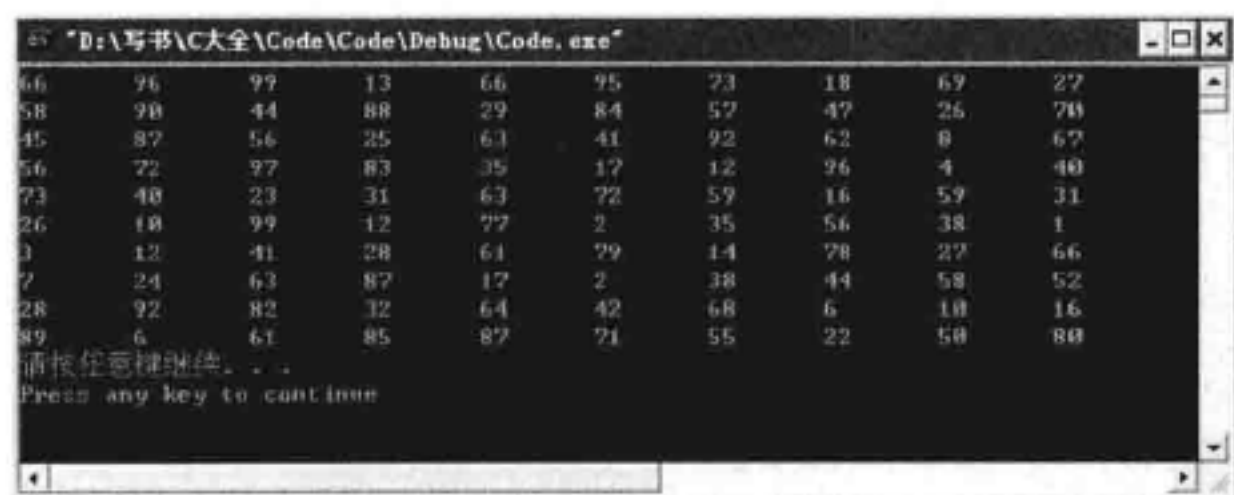 "D:\写书\C大全\Code\Code\Debug\Code.exe"
66 96 99 13 66 95 73 18 69 27
58 90 44 88 29 84 57 47 26 70
45 87 56 25 63 41 92 62 8 67
56 72 97 83 35 17 12 96 4 40
73 40 23 31 63 72 59 16 59 31
26 10 99 12 77 2 35 56 38 1
3 12 41 28 61 79 14 78 27 66
7 24 63 87 17 2 38 44 58 52
28 92 82 32 64 42 68 6 10 16
89 6 61 85 87 71 55 22 50 80
请按任意键继续. . .
Press any key to continue